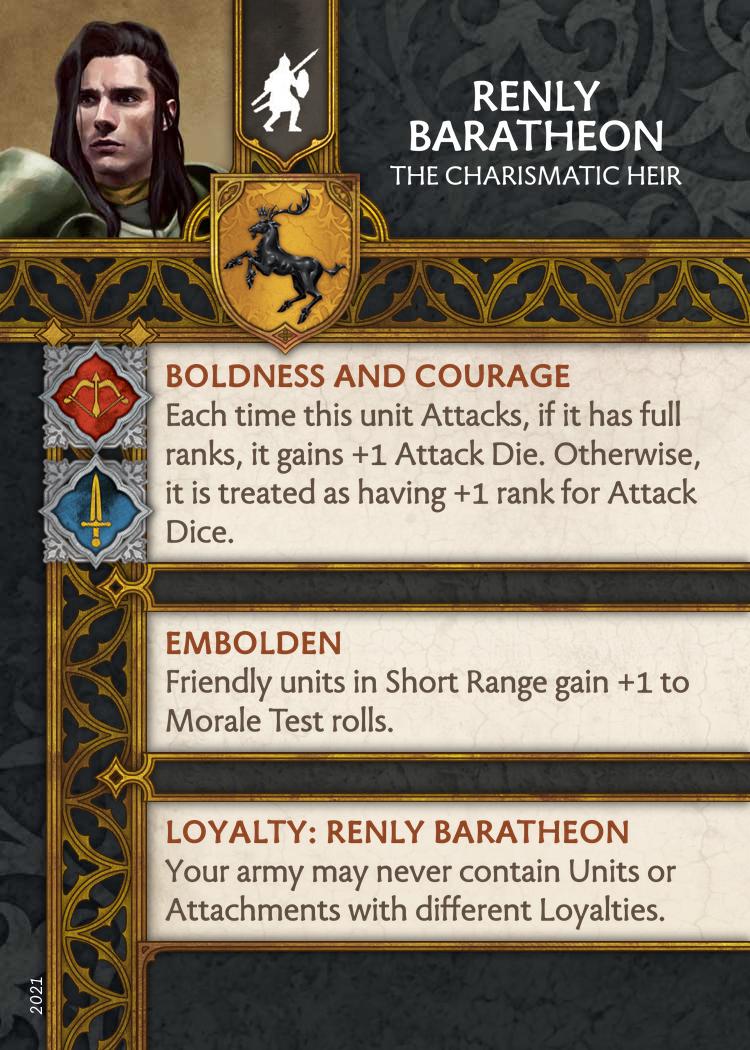 RENLY
BARATHEON
THE CHARISMATIC HEIR
BOLDNESS AND COURAGE
Each time this unit Attacks, if it has full
ranks, it gains +1 Attack Die. Otherwise,
it is treated as having +1 rank for Attack
Dice.
EMBOLDEN
Friendly units in Short Range gain +1 to
Morale Test rolls.
LOYALTY: RENLY BARATHEON
Your army may never contain Units or
Attachments with different Loyalties.
2021